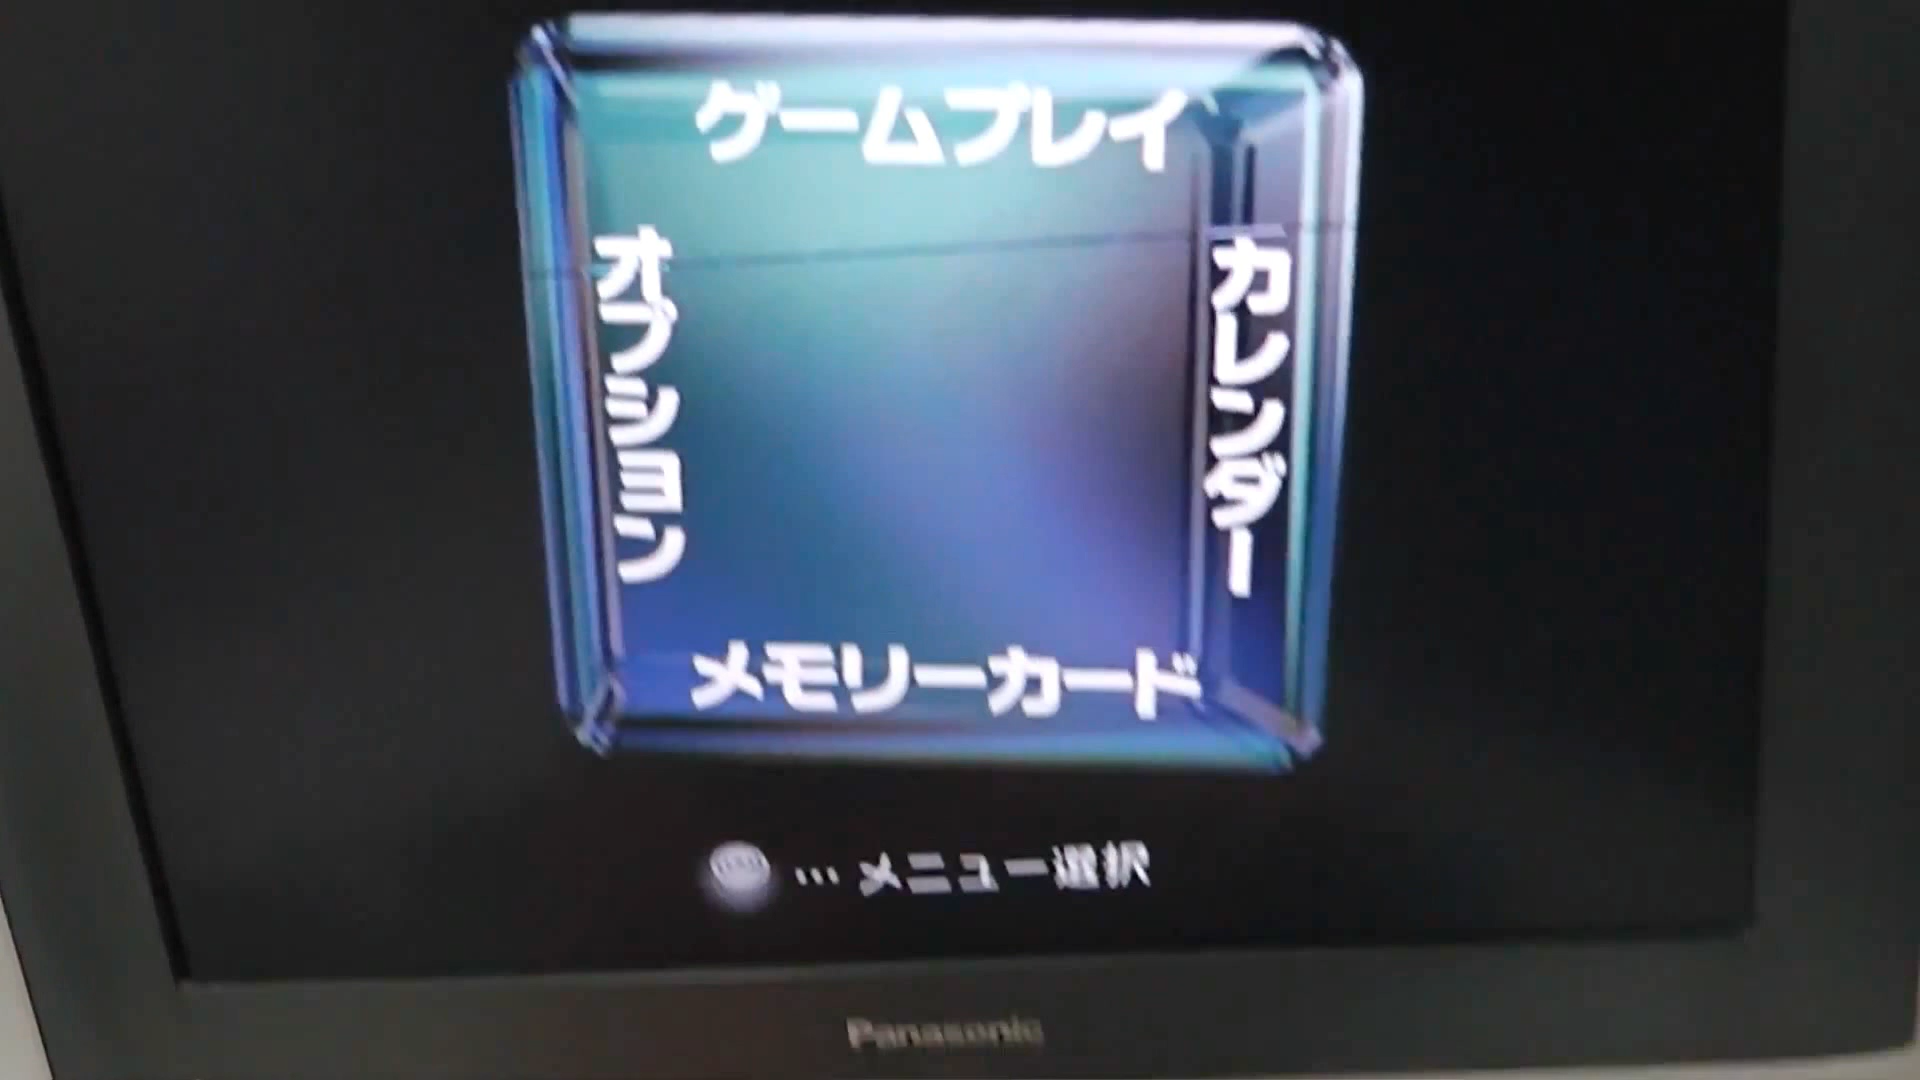 ゲームプレイ
オプション
カレンダー
メモリーカード
… メニュー選択
Panasonic